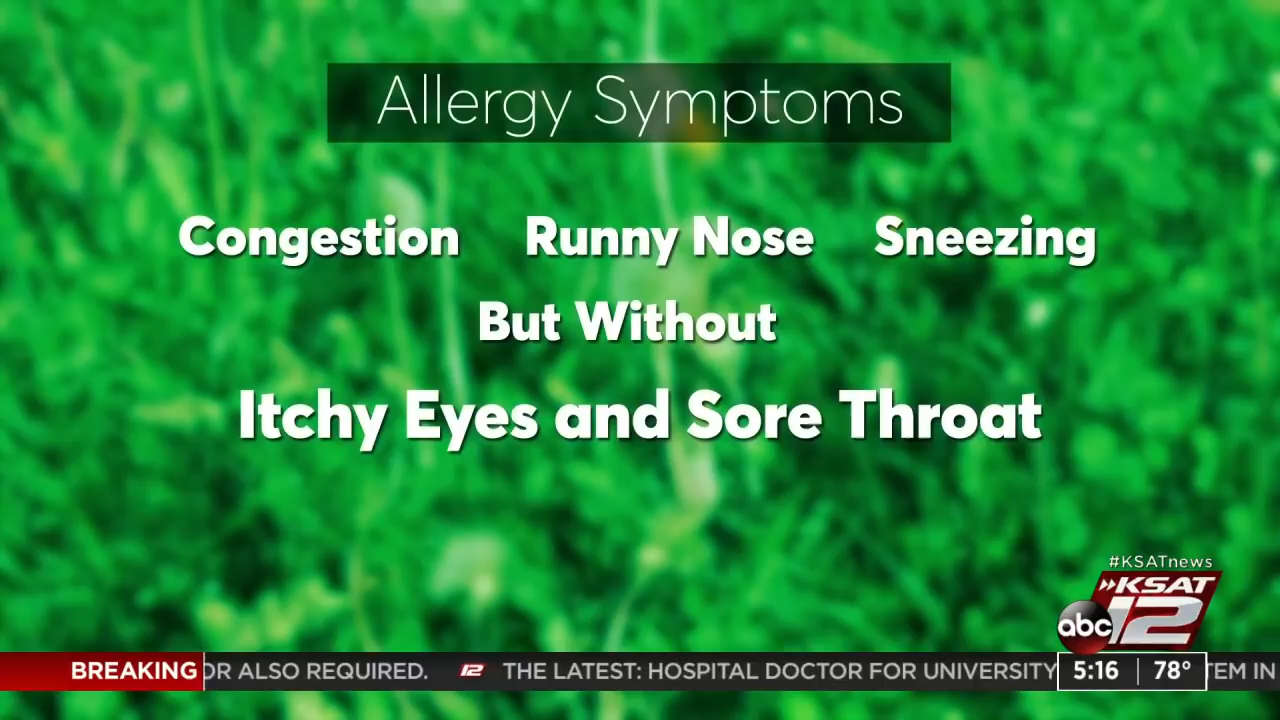 Allergy Symptoms
Congestion Runny Nose Sneezing
But Without
Itchy Eyes and Sore Throat
#KSATnews
KSAT
abc 12
BREAKING OR ALSO REQUIRED. 12 THE LATEST: HOSPITAL DOCTOR FOR UNIVERSITY 5:16 78° TEM IN